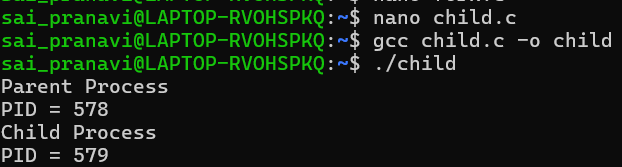 sai_pranavi@LAPTOP-RVOHSPKQ:~$ nano child.c
sai_pranavi@LAPTOP-RVOHSPKQ:~$ gcc child.c -o child
sai_pranavi@LAPTOP-RVOHSPKQ:~$ ./child
Parent Process
PID = 578
Child Process
PID = 579